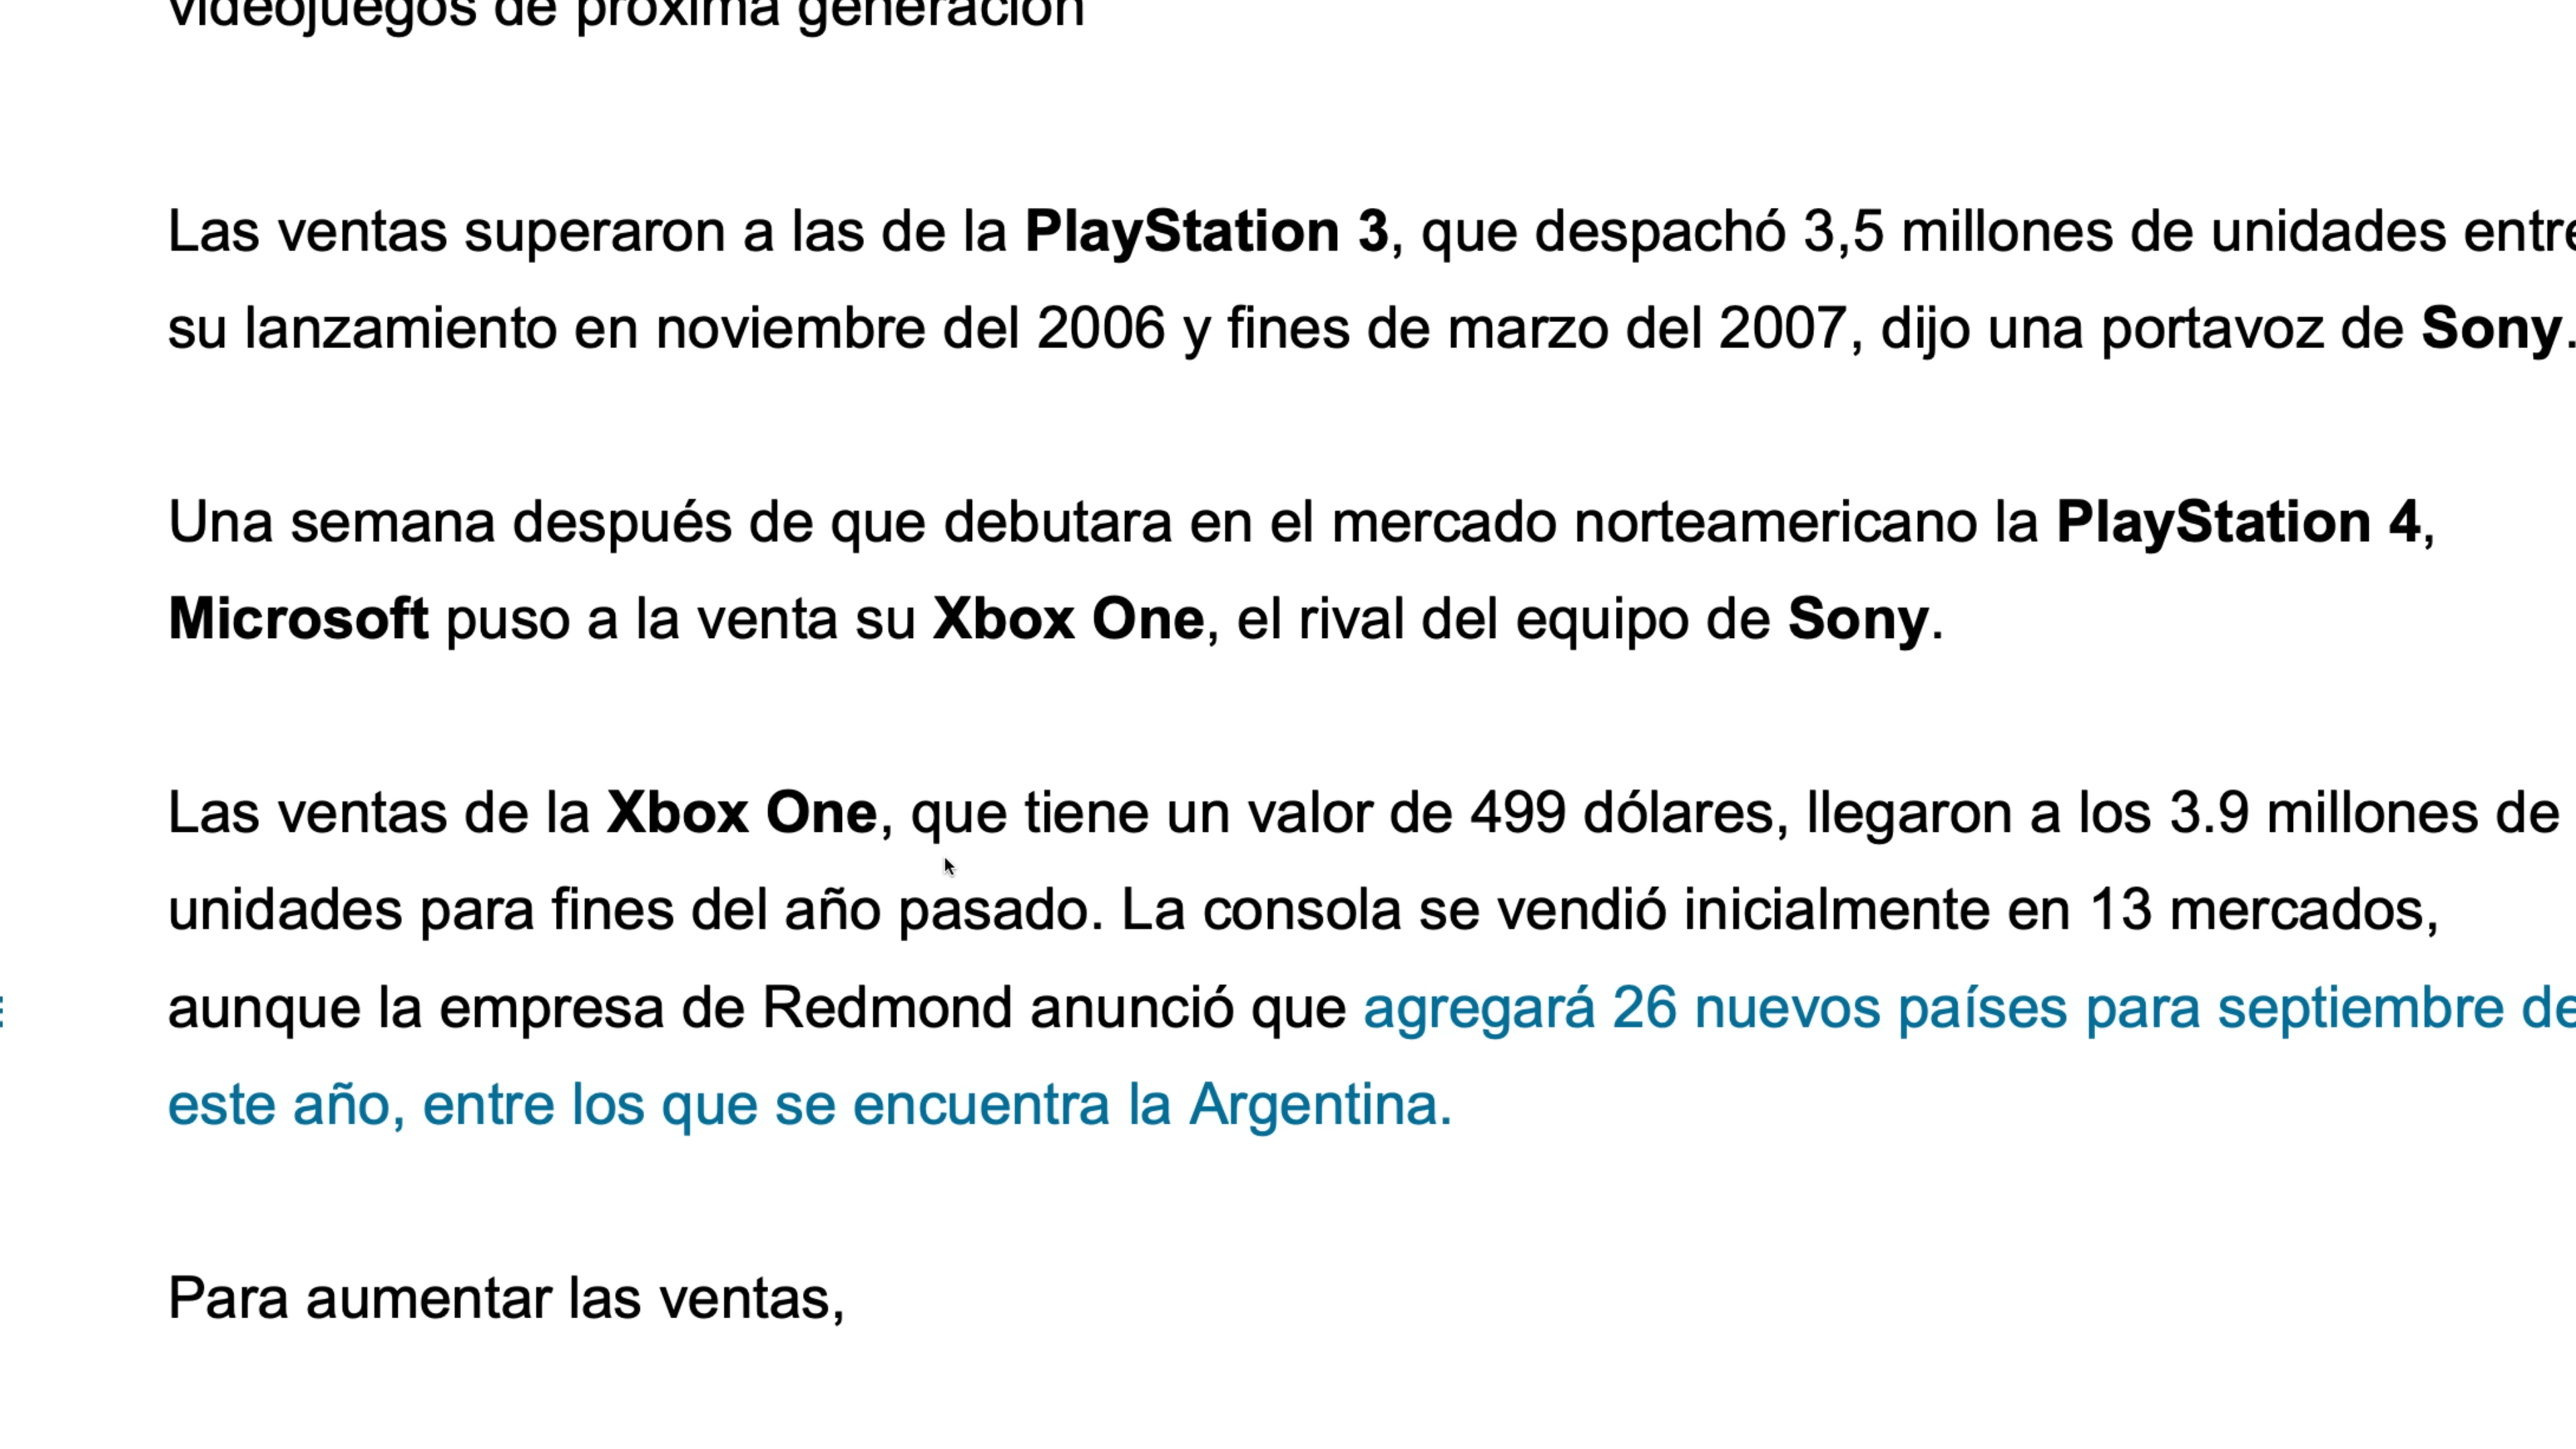 videojuegos de próxima generación
Las ventas superaron a las de la PlayStation 3, que despachó 3,5 millones de unidades entre
su lanzamiento en noviembre del 2006 y fines de marzo del 2007, dijo una portavoz de Sony.
Una semana después de que debutara en el mercado norteamericano la PlayStation 4,
Microsoft puso a la venta su Xbox One, el rival del equipo de Sony.
Las ventas de la Xbox One, que tiene un valor de 499 dólares, llegaron a los 3.9 millones de
unidades para fines del año pasado. La consola se vendió inicialmente en 13 mercados,
aunque la empresa de Redmond anunció que agregará 26 nuevos países para septiembre de
este año, entre los que se encuentra la Argentina.
Para aumentar las ventas,